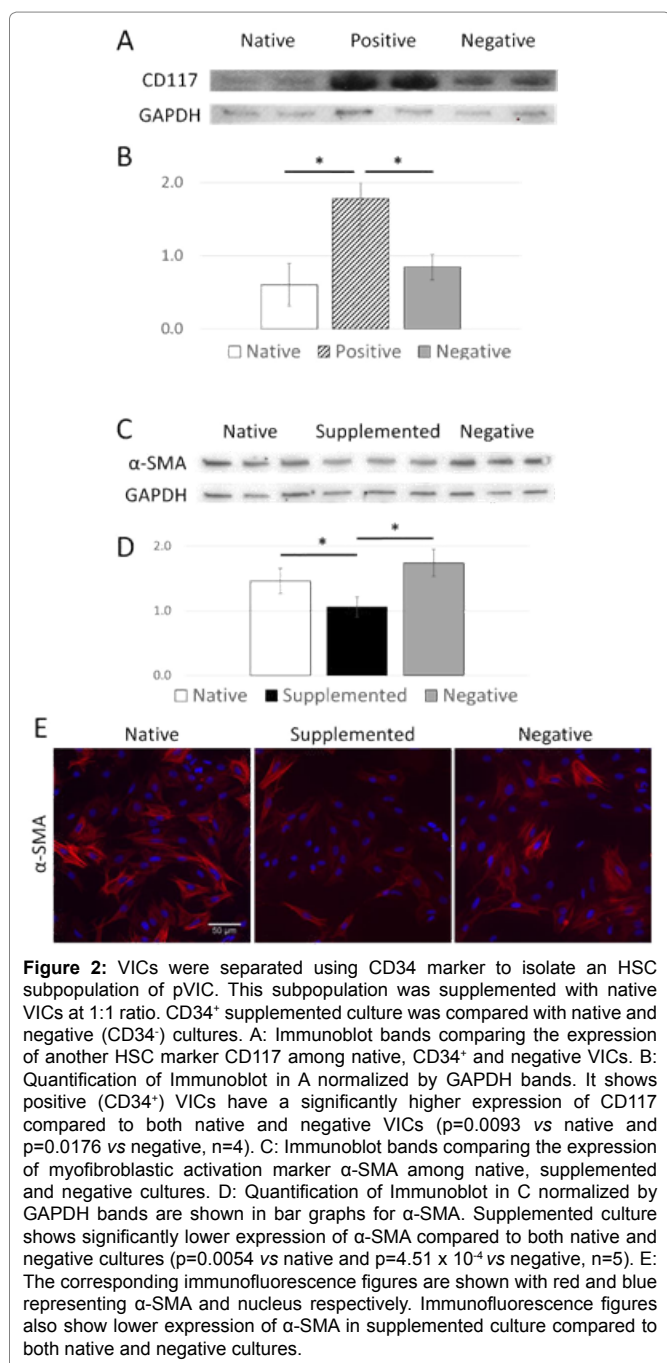 A
Native Positive Negative
CD117
GAPDH
B
* *
2.0
1.0
0.0
Native Positive Negative
C
Native Supplemented Negative
α-SMA
GAPDH
D
* *
2.0
1.0
0.0
Native Supplemented Negative
E
Native Supplemented Negative
α-SMA
50 µm
Figure 2: VICs were separated using CD34 marker to isolate an HSC
subpopulation of pVIC. This subpopulation was supplemented with native
VICs at 1:1 ratio. CD34⁺ supplemented culture was compared with native and
negative (CD34⁻) cultures. A: Immunoblot bands comparing the expression
of another HSC marker CD117 among native, CD34⁺ and negative VICs. B:
Quantification of Immunoblot in A normalized by GAPDH bands. It shows
positive (CD34⁺) VICs have a significantly higher expression of CD117
compared to both native and negative VICs (p=0.0093 vs native and
p=0.0176 vs negative, n=4). C: Immunoblot bands comparing the expression
of myofibroblastic activation marker α-SMA among native, supplemented
and negative cultures. D: Quantification of Immunoblot in C normalized by
GAPDH bands are shown in bar graphs for α-SMA. Supplemented culture
shows significantly lower expression of α-SMA compared to both native and
negative cultures (p=0.0054 vs native and p=4.51 x 10⁻⁴ vs negative, n=5). E:
The corresponding immunofluorescence figures are shown with red and blue
representing α-SMA and nucleus respectively. Immunofluorescence figures
also show lower expression of α-SMA in supplemented culture compared to
both native and negative cultures.